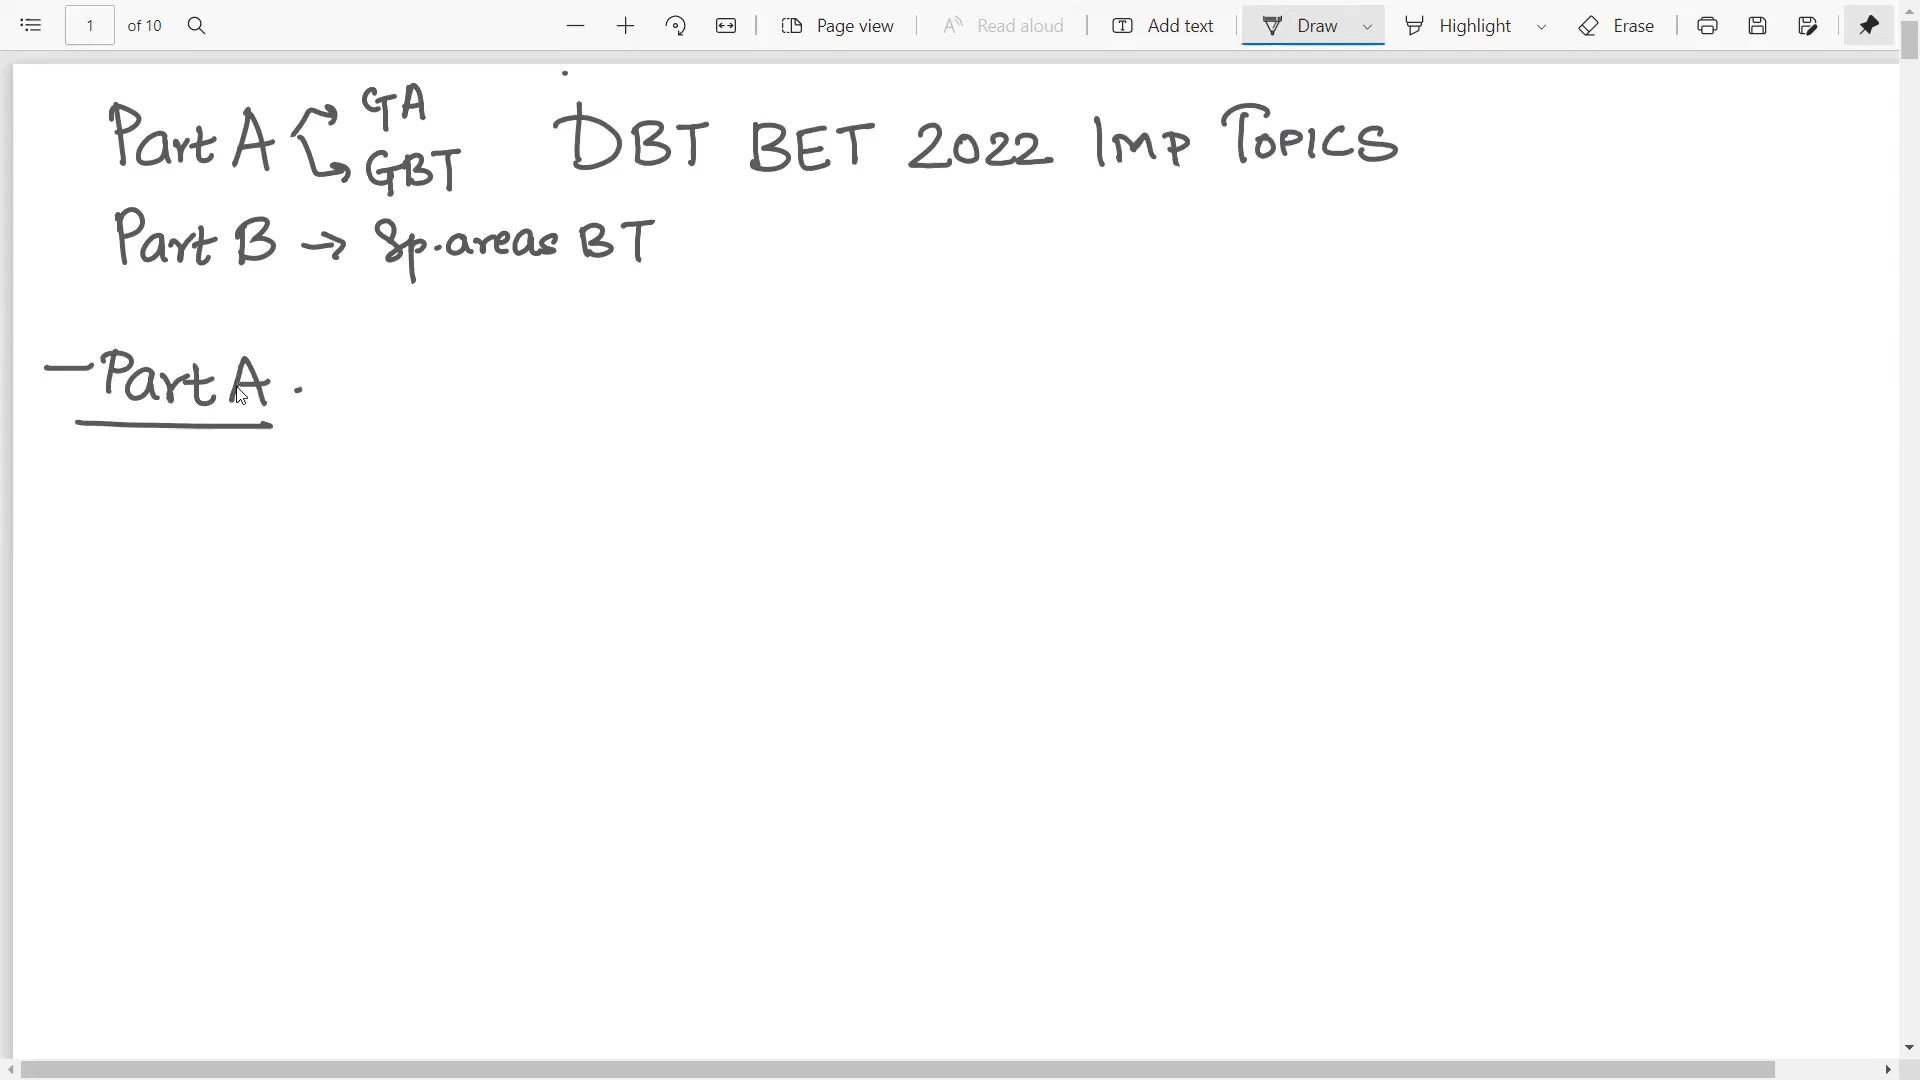 1 of 10 Page view Read aloud Add text Draw Highlight Erase
GA
Part A DBT BET 2022 IMP TOPICS
GBT
Part B → Sp. areas BT
— Part A .